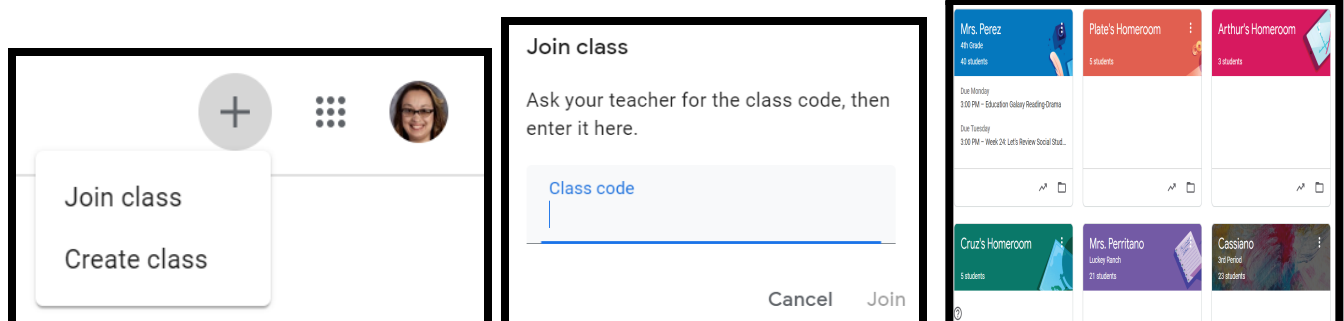 Join class
Create class
Join class
Ask your teacher for the class code, then
enter it here.
Class code
Cancel Join
Mrs. Perez
4th Grade
40 students
Due Monday
3:00 PM – Education Galaxy Reading-Drama
Due Tuesday
3:00 PM – Week 24: Let's Review Social Stud...
Plate's Homeroom
5 students
Arthur's Homeroom
3 students
Cruz's Homeroom
5 students
Mrs. Perritano
Luckey Ranch
21 students
Cassiano
3rd Period
23 students